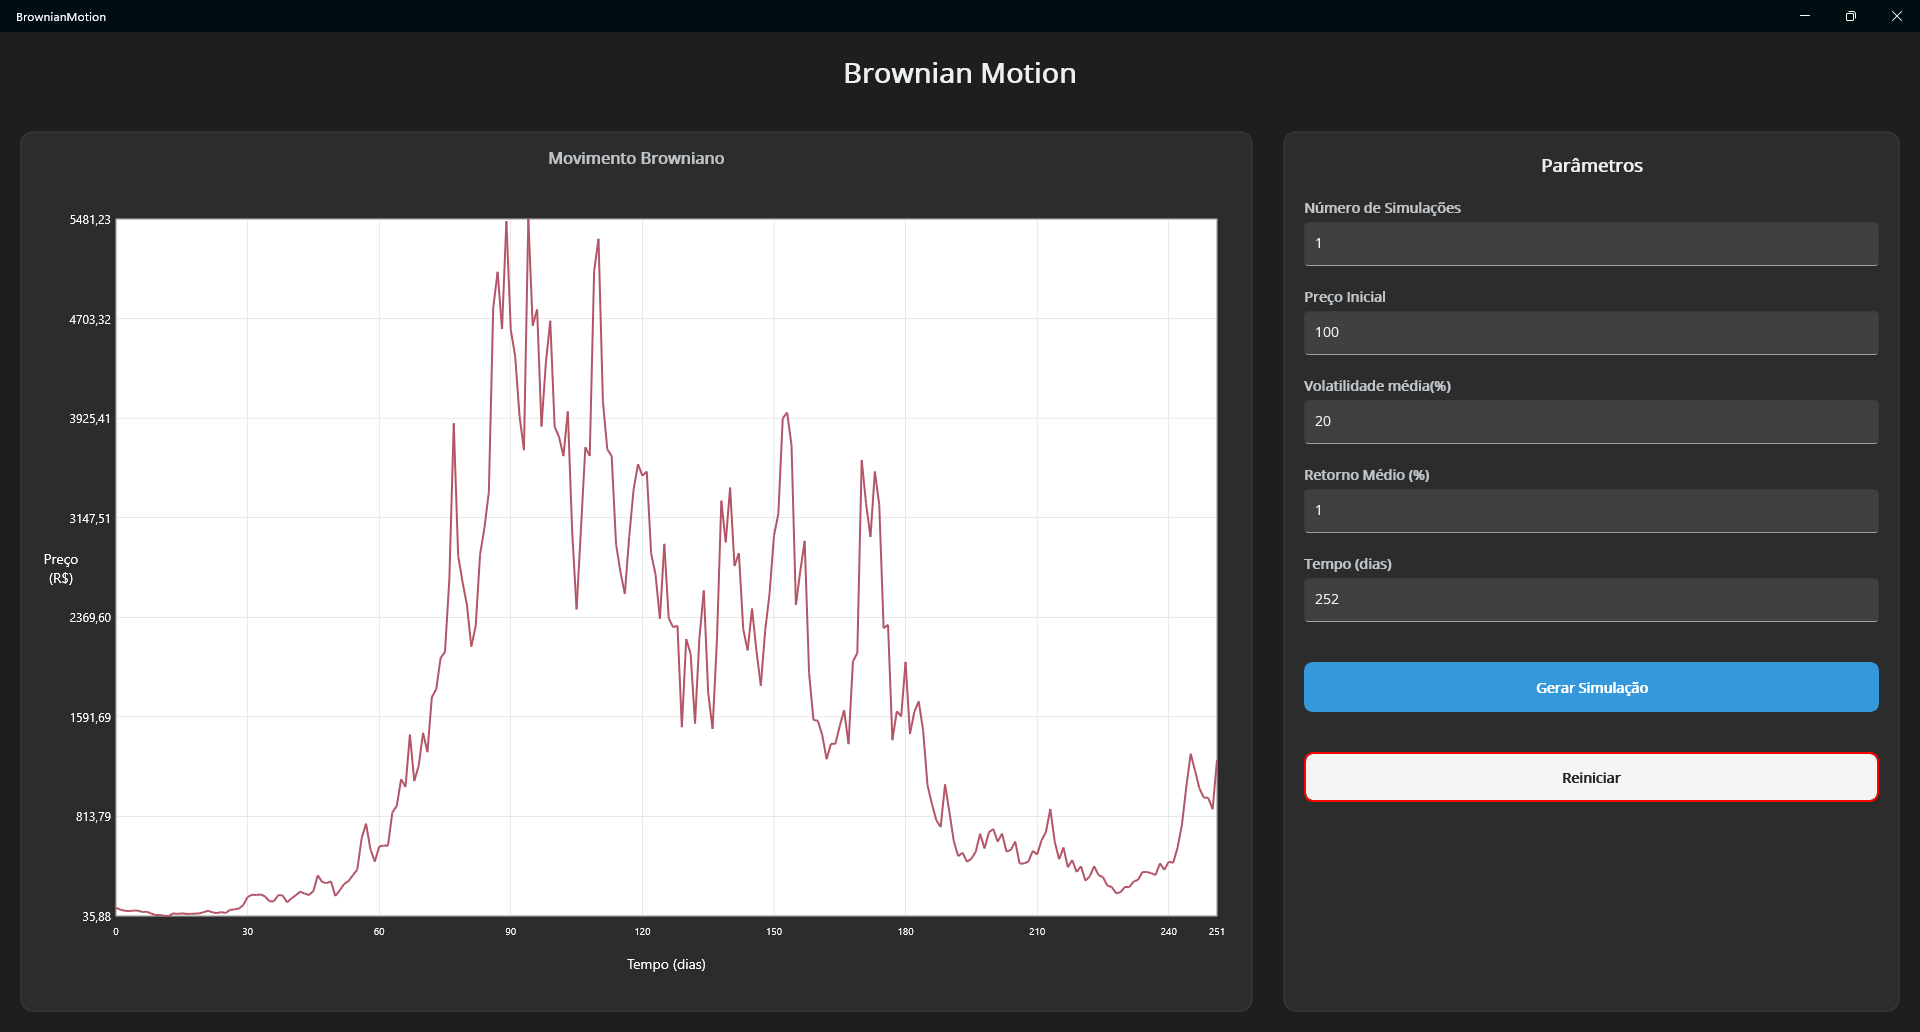 BrownianMotion
Brownian Motion
Movimento Browniano
5481,23
4703,32
3925,41
3147,51
Preço
(R$)
2369,60
1591,69
813,79
35,88
0 30 60 90 120 150 180 210 240 251
Tempo (dias)
Parâmetros
Número de Simulações
1
Preço Inicial
100
Volatilidade média(%)
20
Retorno Médio (%)
1
Tempo (dias)
252
Gerar Simulação
Reiniciar